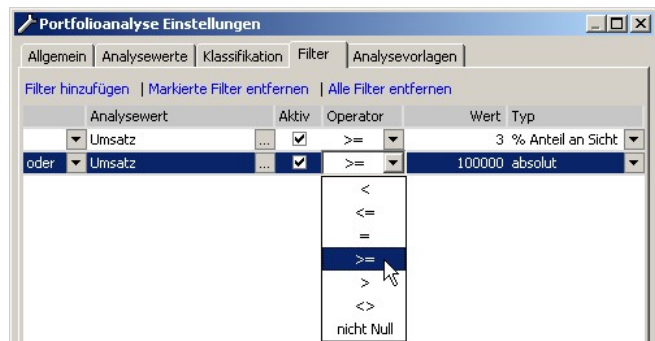 Portfolioanalyse Einstellungen
Allgemein Analysewerte Klassifikation Filter Analysevorlagen
Filter hinzufügen | Markierte Filter entfernen | Alle Filter entfernen
Analysewert Aktiv Operator Wert Typ
Umsatz ... >= 3 % Anteil an Sicht
oder Umsatz ... >= 100000 absolut
<
<=
=
>=
>
<>
nicht Null